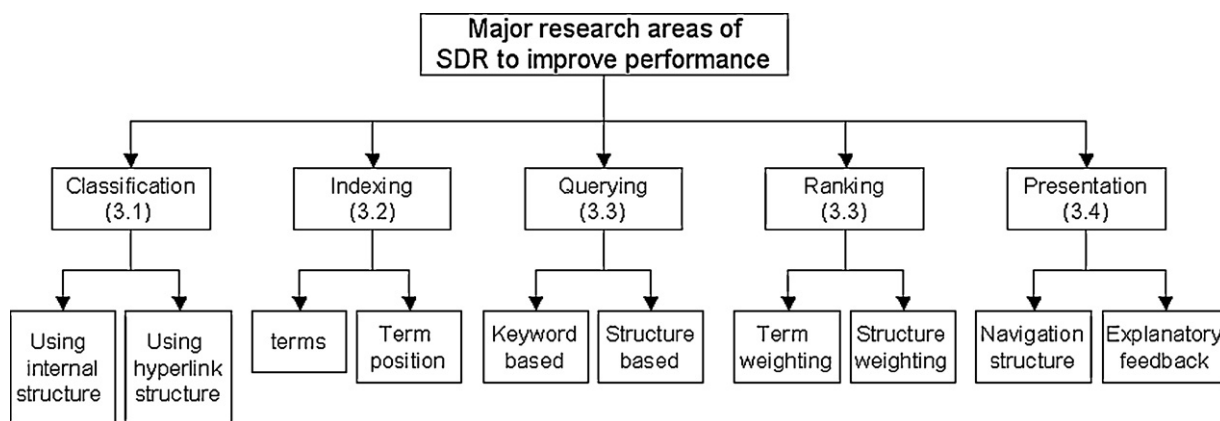 Major research areas of
SDR to improve performance
Classification
(3.1)
Indexing
(3.2)
Querying
(3.3)
Ranking
(3.3)
Presentation
(3.4)
Using
internal
structure
Using
hyperlink
structure
terms
Term
position
Keyword
based
Structure
based
Term
weighting
Structure
weighting
Navigation
structure
Explanatory
feedback